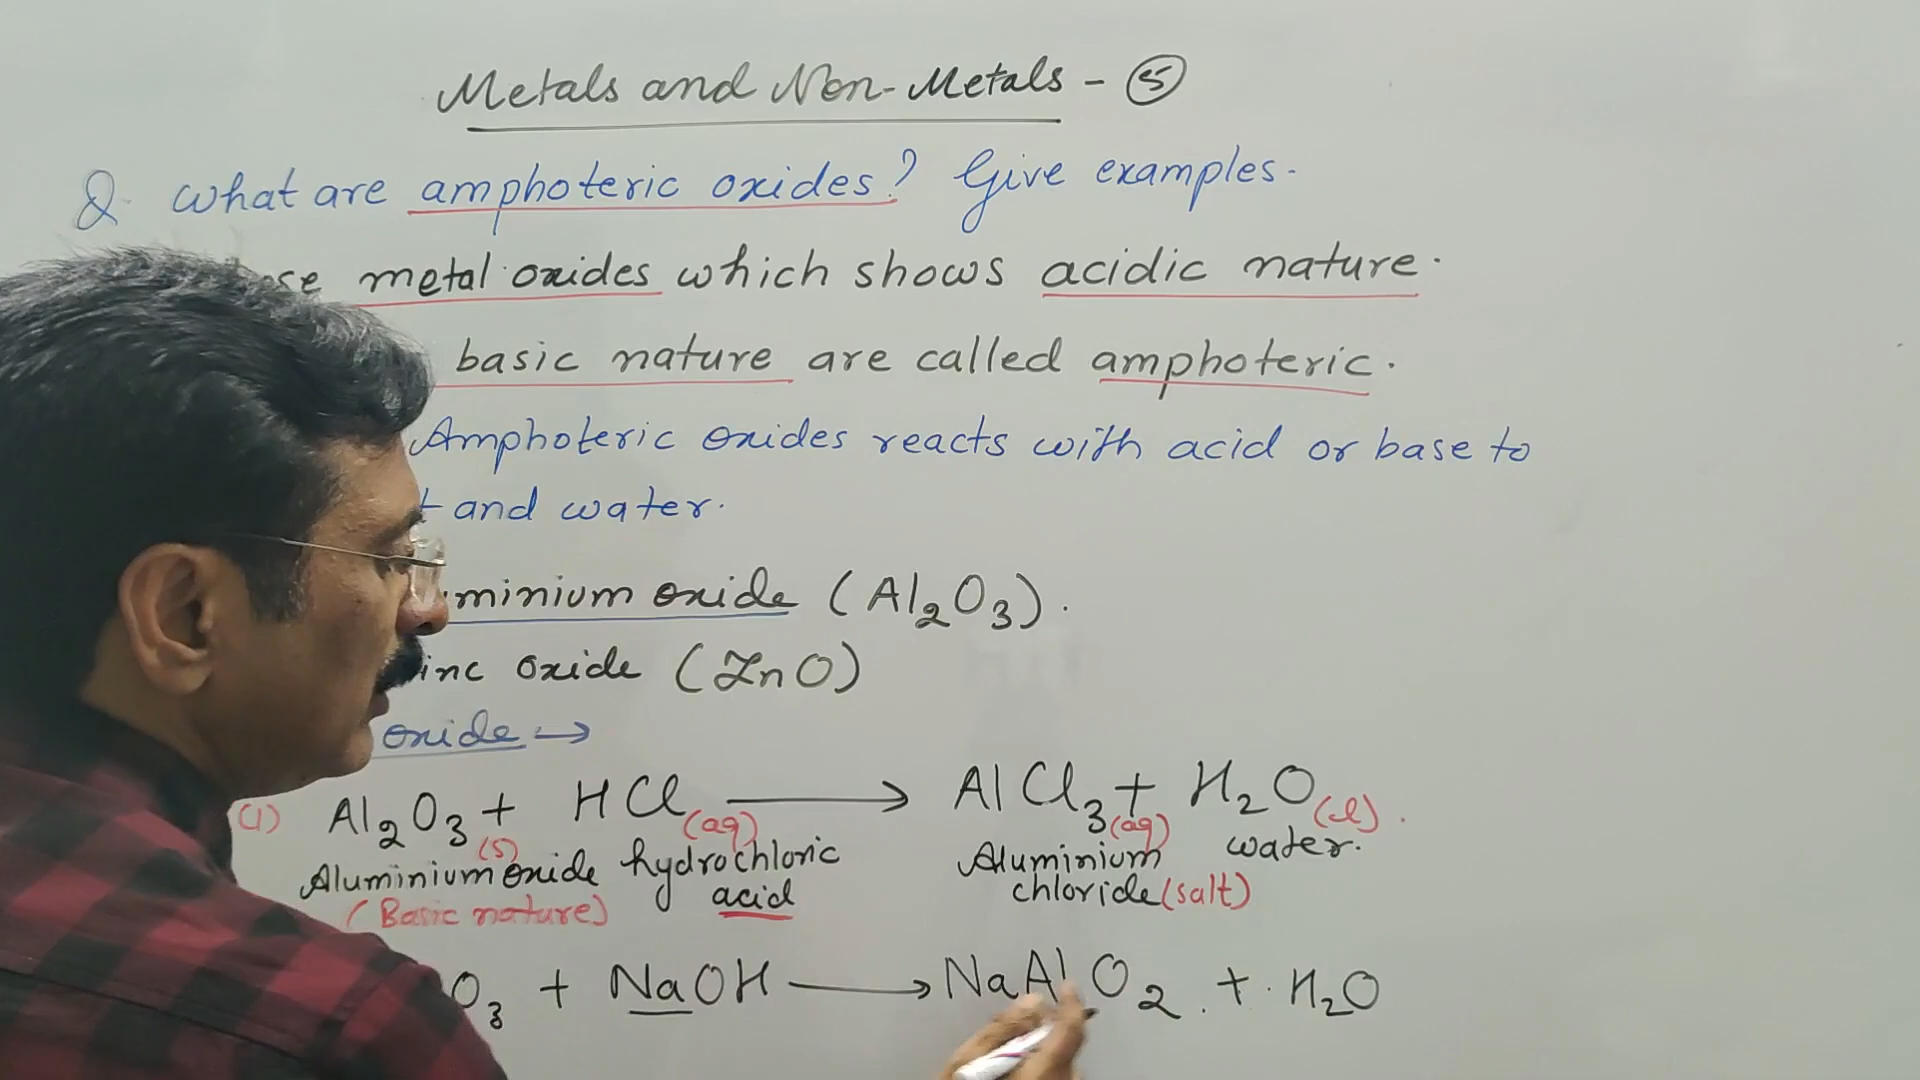 Metals and Non-Metals - 5
Q. What are amphoteric oxides? Give examples.
metal oxides which shows acidic nature.
basic nature are called amphoteric.
Amphoteric oxides reacts with acid or base to
and water.
minium oxide (Al2O3).
inc oxide (ZnO)
oxide →
(1) Al2O3(s) + HCl(aq) → AlCl3(aq) + H2O(l).
Aluminium oxide hydrochloric acid Aluminium chloride (salt) water.
(Basic nature)
O3 + NaOH → NaAlO2 + H2O